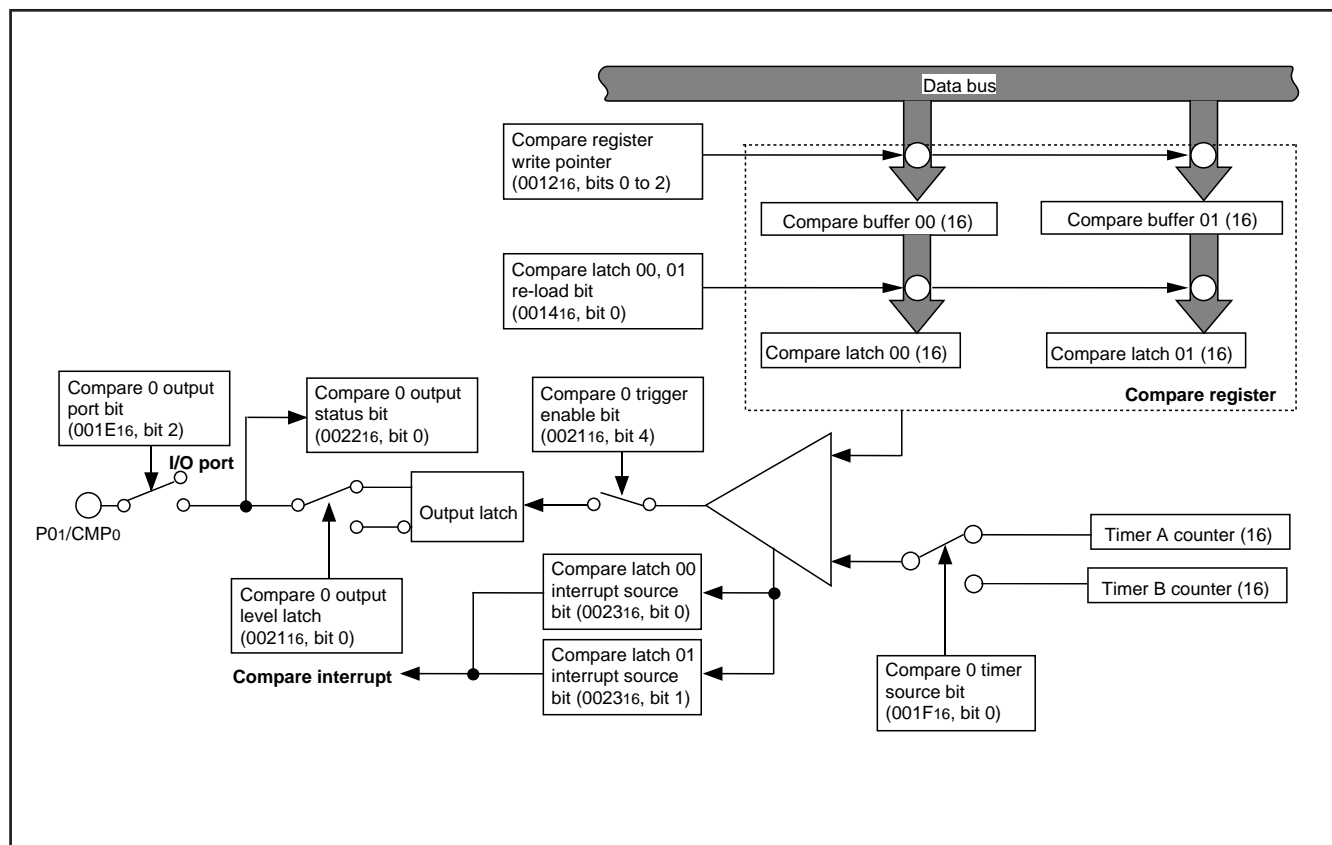 Data bus
Compare register
write pointer
(001216, bits 0 to 2)
Compare buffer 00 (16)
Compare buffer 01 (16)
Compare latch 00, 01
re-load bit
(001416, bit 0)
Compare latch 00 (16)
Compare latch 01 (16)
Compare register
Compare 0 output
port bit
(001E16, bit 2)
Compare 0 output
status bit
(002216, bit 0)
Compare 0 trigger
enable bit
(002116, bit 4)
I/O port
P01/CMP0
Output latch
Timer A counter (16)
Timer B counter (16)
Compare 0 output
level latch
(002116, bit 0)
Compare latch 00
interrupt source
bit (002316, bit 0)
Compare latch 01
interrupt source
bit (002316, bit 1)
Compare interrupt
Compare 0 timer
source bit
(001F16, bit 0)